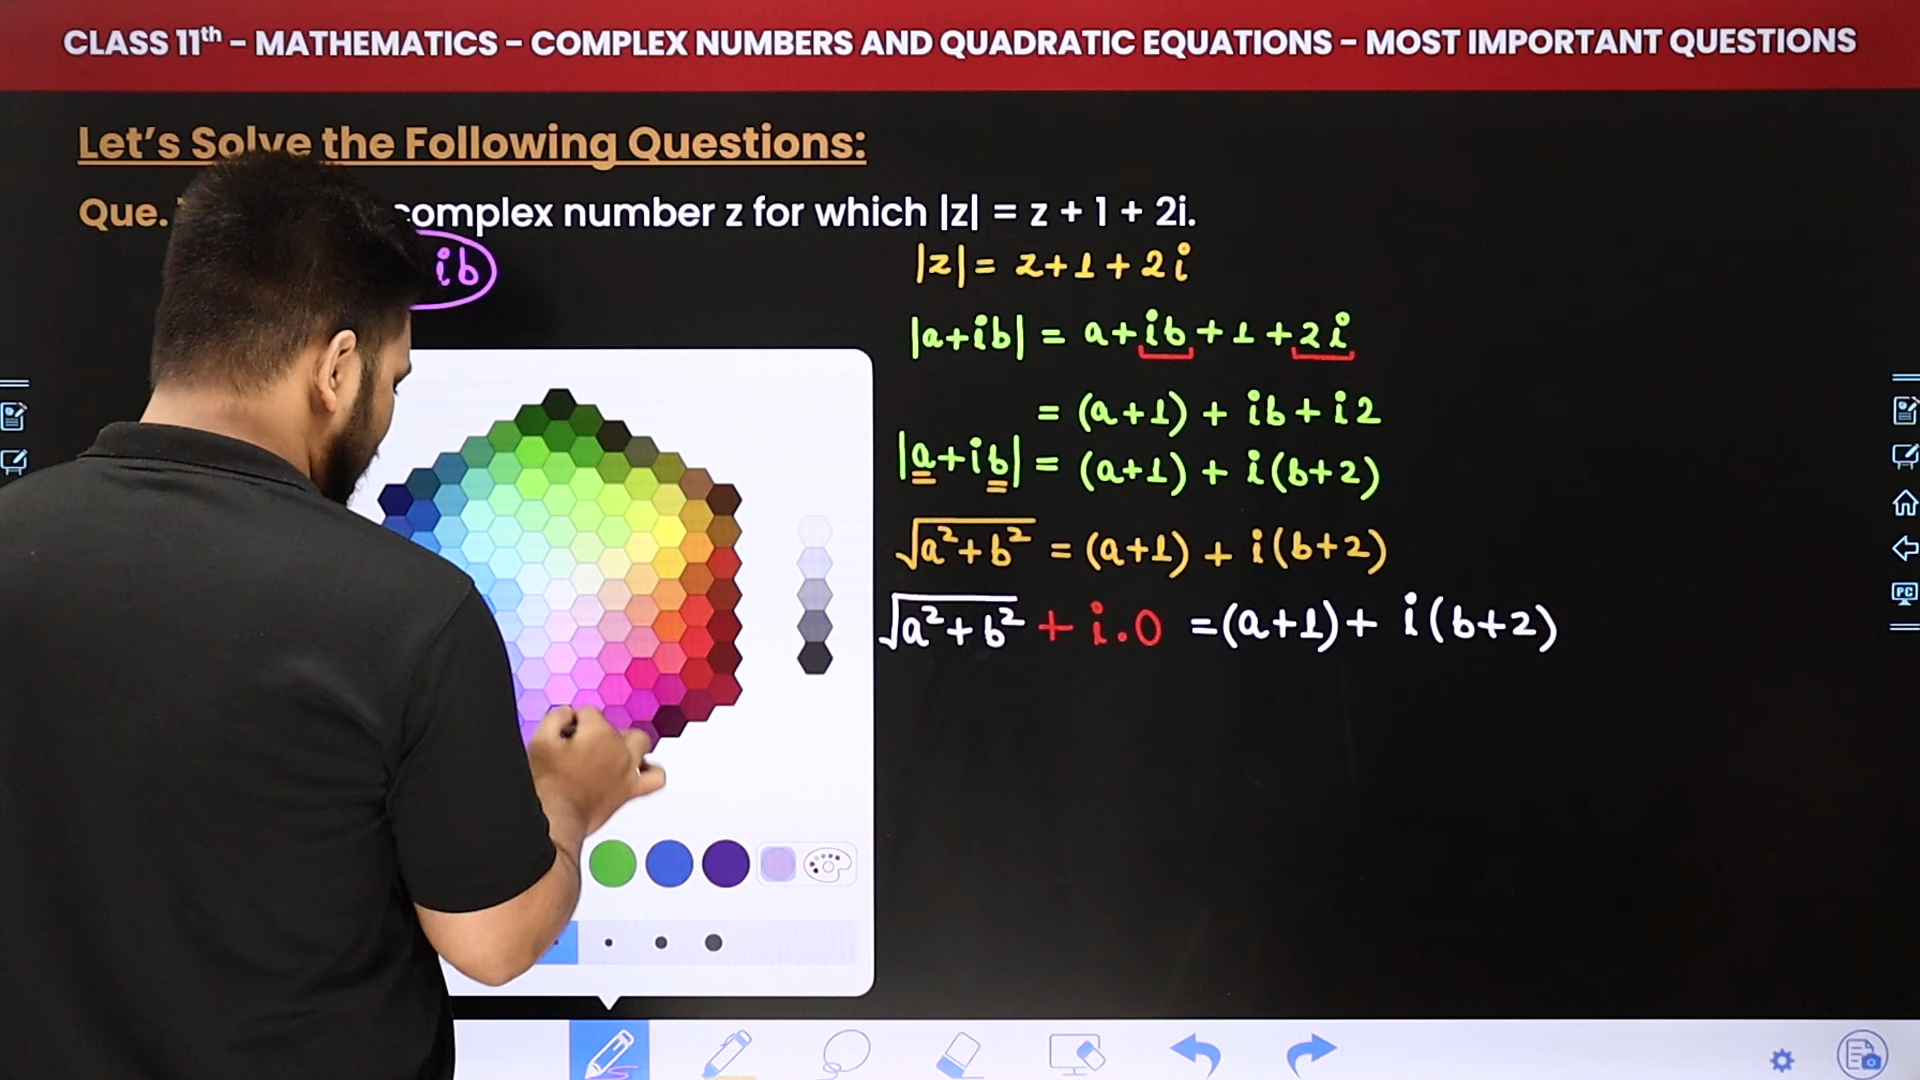 CLASS 11th - MATHEMATICS - COMPLEX NUMBERS AND QUADRATIC EQUATIONS - MOST IMPORTANT QUESTIONS
Let's Solve the Following Questions:
Que. complex number z for which |z| = z + 1 + 2i.
ib
|z| = z+1+2i
|a+ib| = a+ib+1+2i
= (a+1) + ib+i2
|a+ib| = (a+1) + i(b+2)
√a²+b² = (a+1) + i(b+2)
√a²+b² + i.0 =(a+1)+ i(b+2)
PC